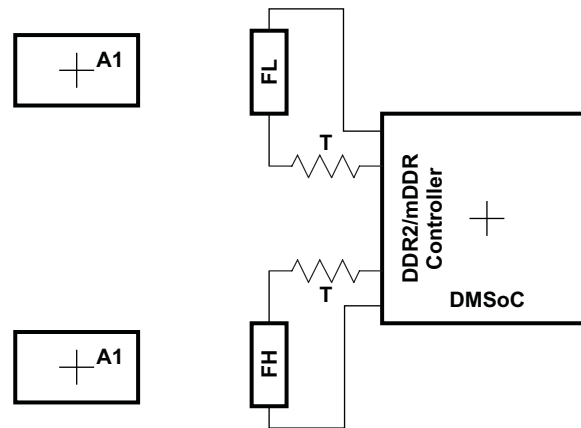 A1
FL
T
DDR2/mDDR
Controller
DMSoC
T
A1
FH